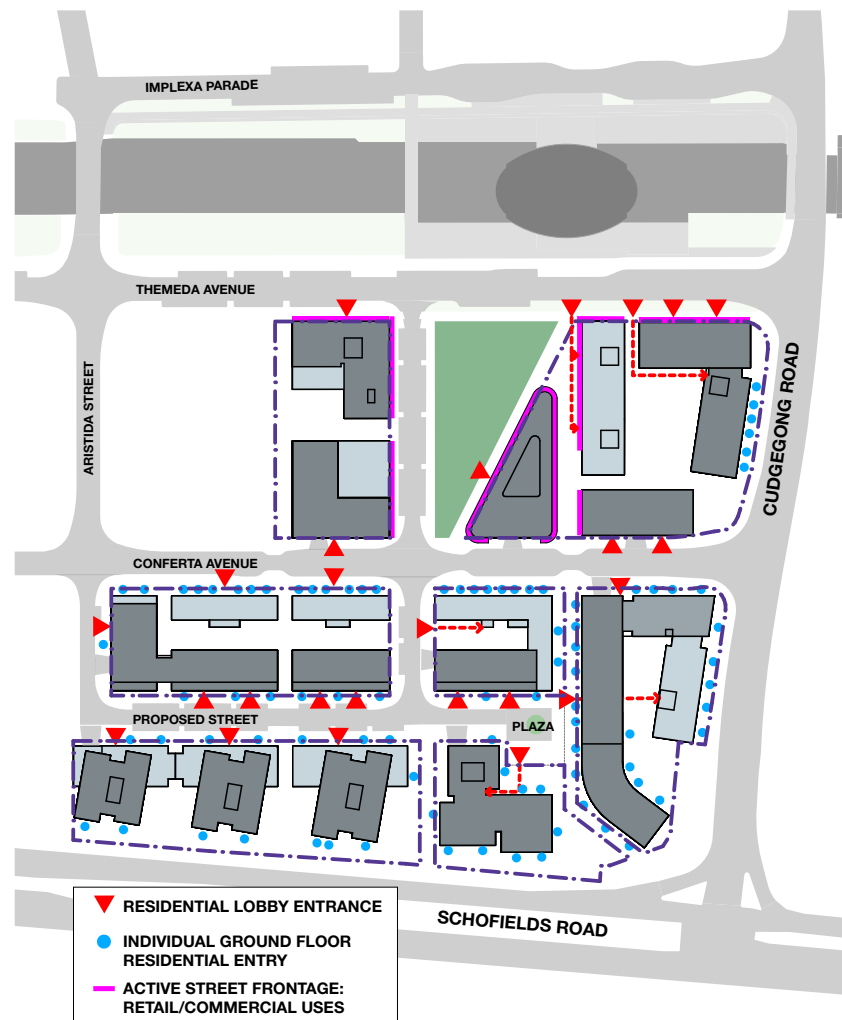 IMPLEXA PARADE
THEMEDA AVENUE
ARISTIDA STREET
CUDGEGONG ROAD
CONFERTA AVENUE
PROPOSED STREET
PLAZA
SCHOFIELDS ROAD
RESIDENTIAL LOBBY ENTRANCE
INDIVIDUAL GROUND FLOOR
RESIDENTIAL ENTRY
ACTIVE STREET FRONTAGE:
RETAIL/COMMERCIAL USES